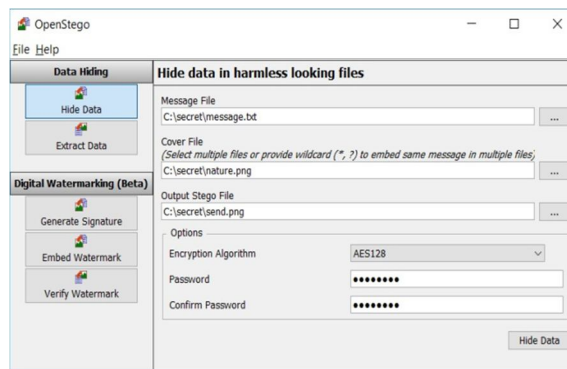 OpenStego
File Help
Data Hiding
Hide Data
Extract Data
Digital Watermarking (Beta)
Generate Signature
Embed Watermark
Verify Watermark
Hide data in harmless looking files
Message File
C:\secret\message.txt
...
Cover File
(Select multiple files or provide wildcard (*, ?) to embed same message in multiple files)
C:\secret\nature.png
...
Output Stego File
C:\secret\send.png
...
Options
Encryption Algorithm AES128
Password ●●●●●●●●
Confirm Password ●●●●●●●●
Hide Data